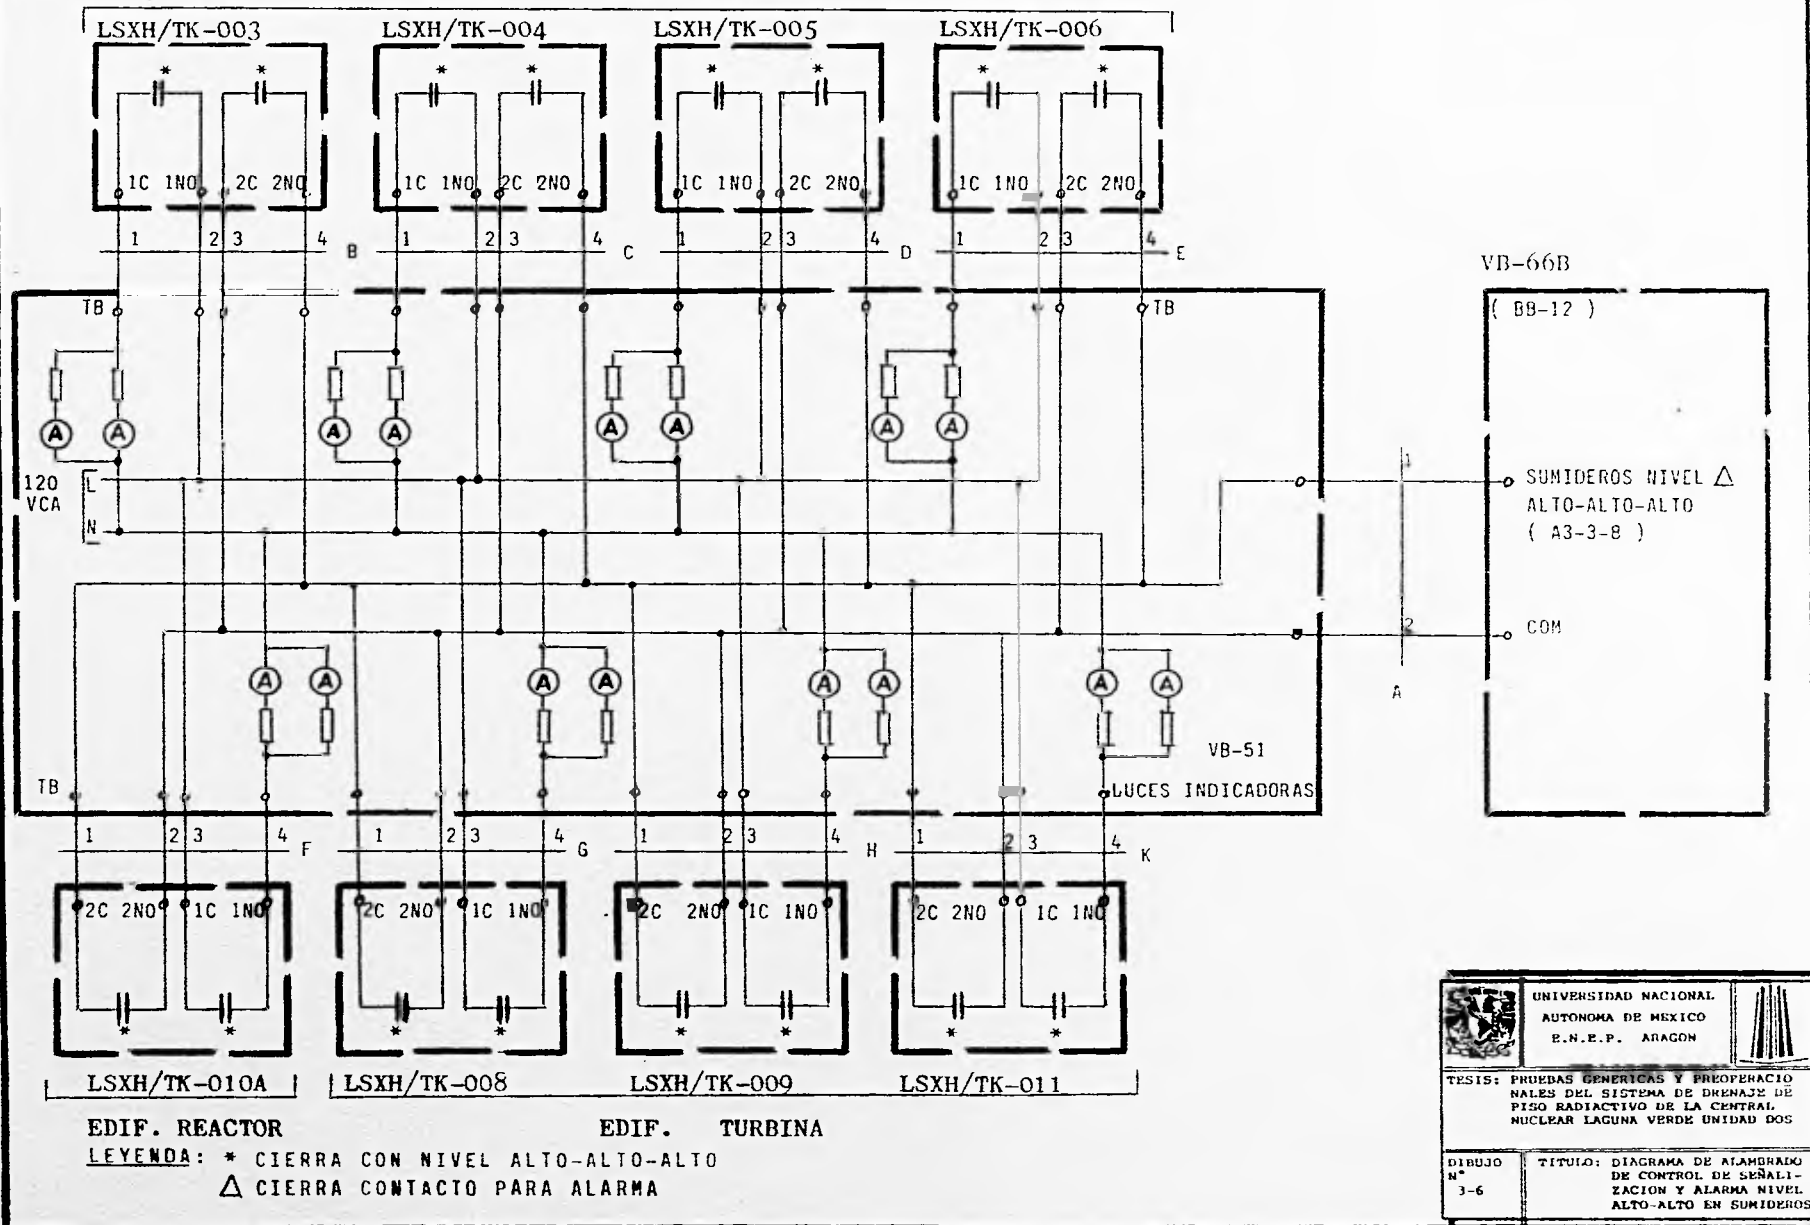 LSXH/TK-003 LSXH/TK-004 LSXH/TK-005 LSXH/TK-006
* * * * * * * *
1C 1NO 2C 2NO 1C 1NO 2C 2NO 1C 1NO 2C 2NO 1C 1NO 2C 2NO
1 2 3 4 B 1 2 3 4 C 1 2 3 4 D 1 2 3 4 E
VB-66B
TB TB ( BB-12 )
A A A A A A A A
120 VCA
L
N
1
SUMIDEROS NIVEL △
ALTO-ALTO-ALTO
( A3-3-8 )
2
COM
A
A A A A A A A A
VB-51
TB LUCES INDICADORAS
1 2 3 4 F 1 2 3 4 G 1 2 3 4 H 1 2 3 4 K
2C 2NO 1C 1NO 2C 2NO 1C 1NO 2C 2NO 1C 1NO 2C 2NO 1C 1NO
* * * * * * * *
LSXH/TK-010A LSXH/TK-008 LSXH/TK-009 LSXH/TK-011
EDIF. REACTOR EDIF. TURBINA
LEYENDA: * CIERRA CON NIVEL ALTO-ALTO-ALTO
△ CIERRA CONTACTO PARA ALARMA
UNIVERSIDAD NACIONAL
AUTONOMA DE MEXICO
E.N.E.P. ARAGON
TESIS: PRUEBAS GENERICAS Y PREOPERACIO
NALES DEL SISTEMA DE DRENAJE DE
PISO RADIACTIVO DE LA CENTRAL
NUCLEAR LAGUNA VERDE UNIDAD DOS
DIBUJO
N°
3-6
TITULO: DIAGRAMA DE ALAMBRADO
DE CONTROL DE SEÑALI-
ZACION Y ALARMA NIVEL
ALTO-ALTO EN SUMIDEROS